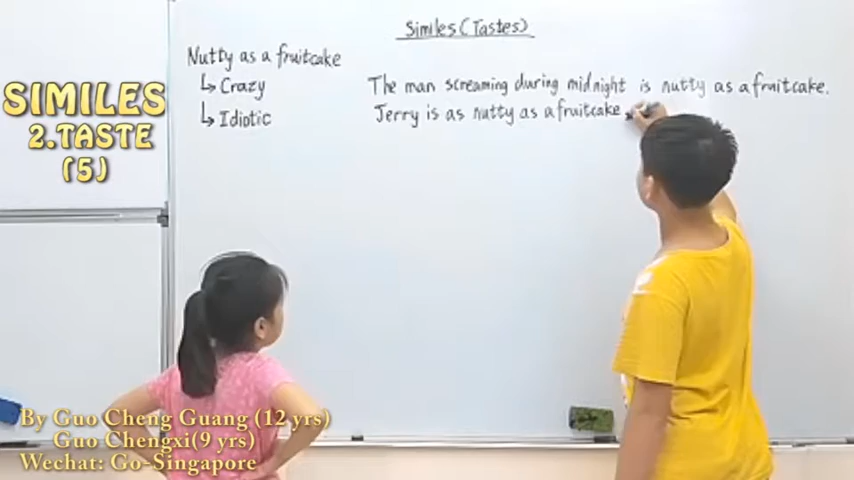 Similes (Tastes)
Nutty as a fruitcake
Crazy
Idiotic
The man screaming during midnight is nutty as a fruitcake.
Jerry is as nutty as a fruitcake
SIMILES
2.TASTE
(5)
By Guo Cheng Guang (12 yrs)
Guo Chengxi(9 yrs)
Wechat: Go-Singapore